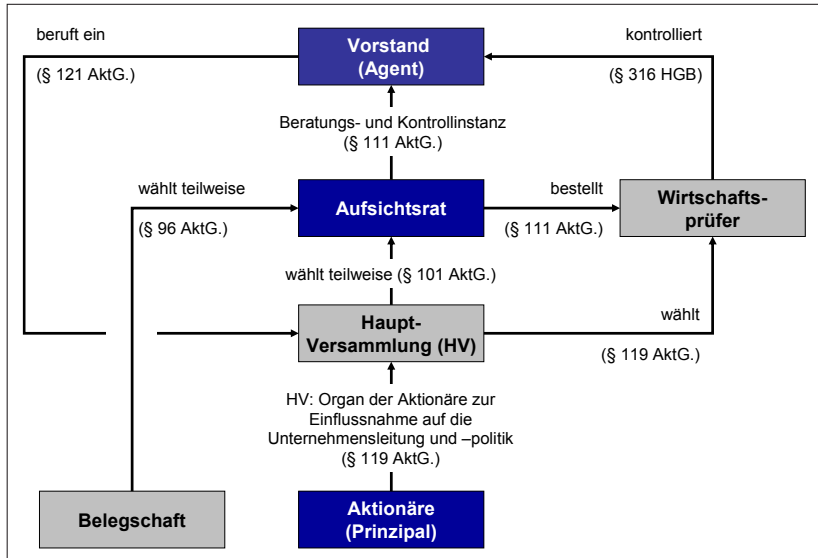 beruft ein
(§ 121 AktG.)
Vorstand
(Agent)
kontrolliert
(§ 316 HGB)
Beratungs- und Kontrollinstanz
(§ 111 AktG.)
wählt teilweise
(§ 96 AktG.)
Aufsichtsrat
bestellt
(§ 111 AktG.)
Wirtschafts-
prüfer
wählt teilweise (§ 101 AktG.)
Haupt-
Versammlung (HV)
wählt
(§ 119 AktG.)
HV: Organ der Aktionäre zur
Einflussnahme auf die
Unternehmensleitung und –politik
(§ 119 AktG.)
Belegschaft
Aktionäre
(Prinzipal)